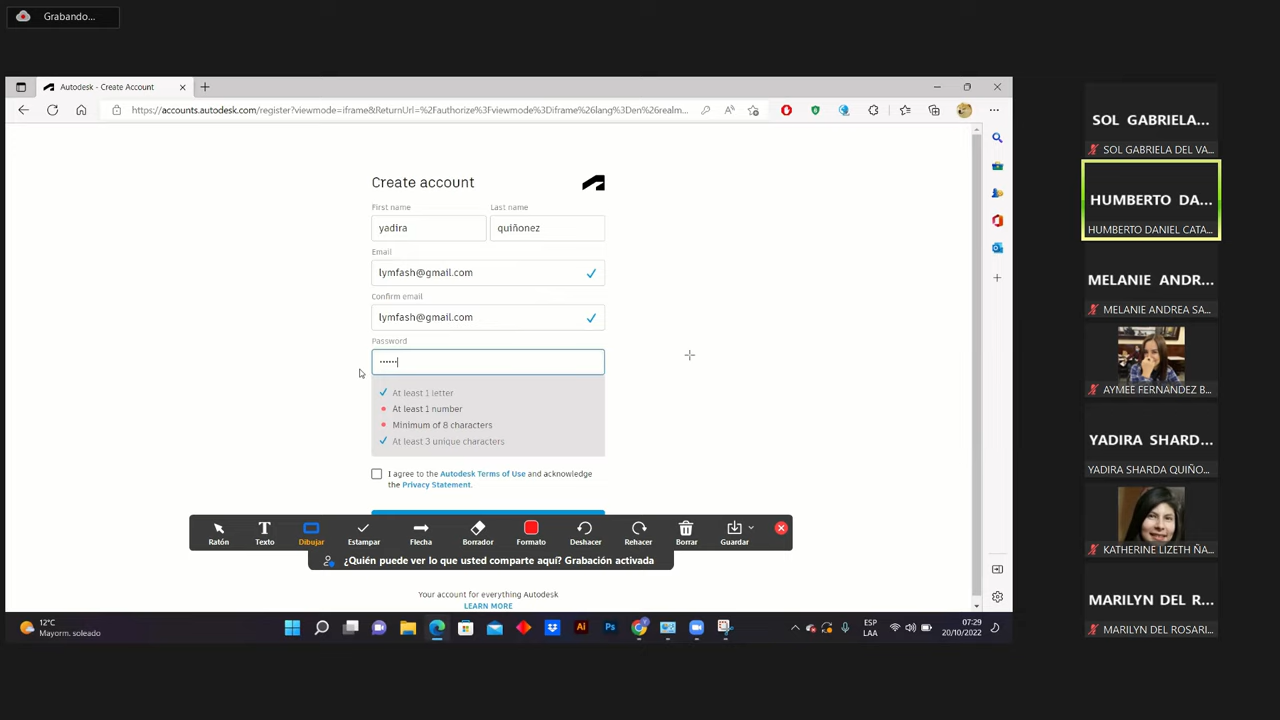 Grabando...
Autodesk - Create Account
https://accounts.autodesk.com/register?viewmode=iframe&ReturnUrl=%2Fauthorize%3Fviewmode%3Diframe%26lang%3Den%26realm...
Create account
First name
Last name
yadira
quiñonez
Email
lymfash@gmail.com
Confirm email
lymfash@gmail.com
Password
At least 1 letter
At least 1 number
Minimum of 8 characters
At least 3 unique characters
I agree to the Autodesk Terms of Use and acknowledge
the Privacy Statement.
Ratón
Texto
Dibujar
Estampar
Flecha
Borrador
Formato
Deshacer
Rehacer
Borrar
Guardar
¿Quién puede ver lo que usted comparte aquí? Grabación activada
Your account for everything Autodesk
LEARN MORE
12°C
Mayorm. soleado
Ai
Ps
ESP
LAA
07:29
20/10/2022
SOL GABRIELA...
SOL GABRIELA DEL VA...
HUMBERTO DA...
HUMBERTO DANIEL CATA...
MELANIE ANDR...
MELANIE ANDREA SA...
AYMEE FERNANDEZ B...
YADIRA SHARD...
YADIRA SHARDA QUIÑO...
KATHERINE LIZETH ÑA...
MARILYN DEL R...
MARILYN DEL ROSARI...